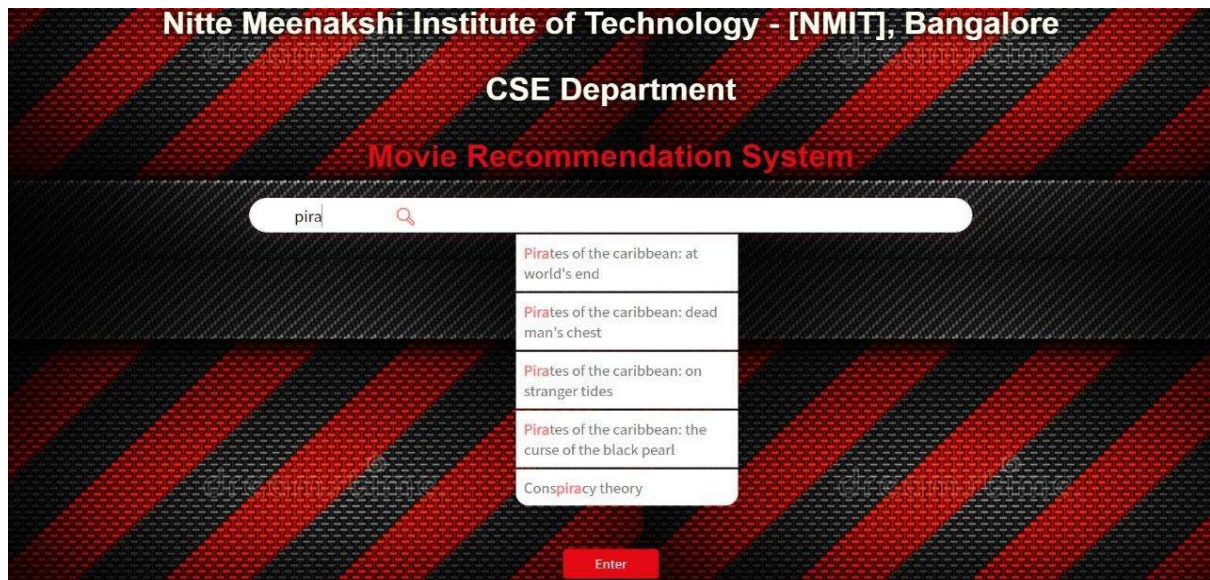 Nitte Meenakshi Institute of Technology - [NMIT], Bangalore
CSE Department
Movie Recommendation System
pira
Pirates of the caribbean: at
world's end
Pirates of the caribbean: dead
man's chest
Pirates of the caribbean: on
stranger tides
Pirates of the caribbean: the
curse of the black pearl
Conspiracy theory
Enter